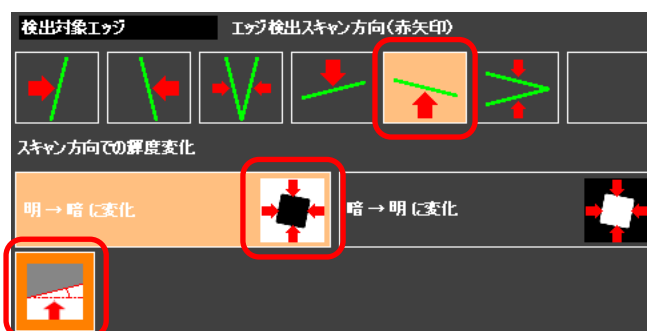 検出対象エッジ エッジ検出スキャン方向(赤矢印)
スキャン方向での輝度変化
明→暗に変化 暗→明に変化